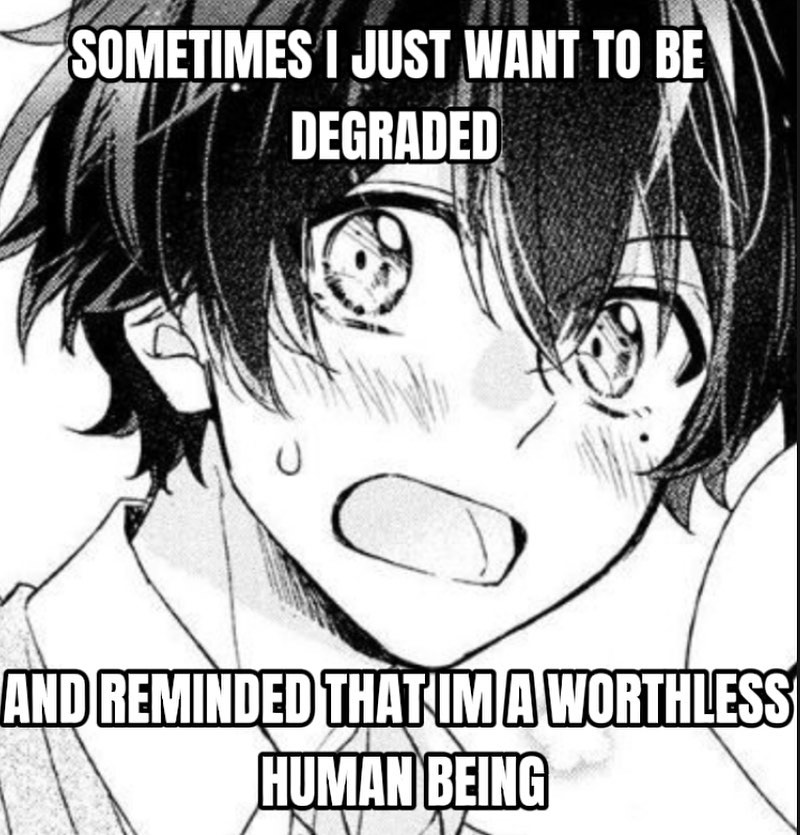 SOMETIMES I JUST WANT TO BE
DEGRADED
AND REMINDED THAT IM A WORTHLESS
HUMAN BEING